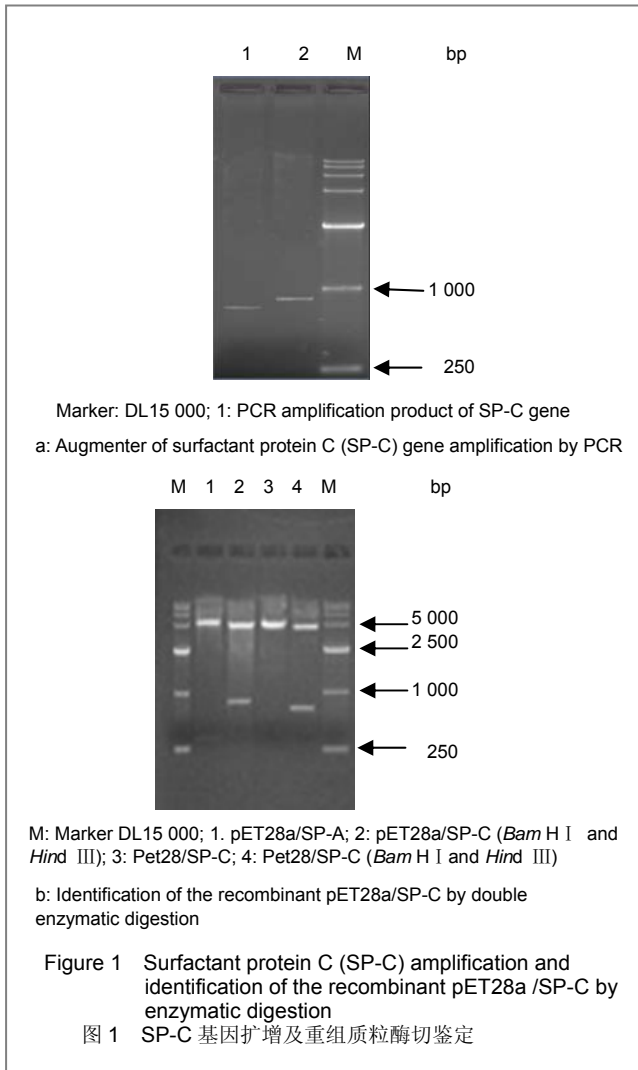 1 2 M bp
1 000
250
Marker: DL15 000; 1: PCR amplification product of SP-C gene
a: Augmenter of surfactant protein C (SP-C) gene amplification by PCR
M 1 2 3 4 M bp
5 000
2 500
1 000
250
M: Marker DL15 000; 1. pET28a/SP-A; 2: pET28a/SP-C (Bam H Ⅰ and
Hind Ⅲ); 3: Pet28/SP-C; 4: Pet28/SP-C (Bam H Ⅰ and Hind Ⅲ)
b: Identification of the recombinant pET28a/SP-C by double
enzymatic digestion
Figure 1 Surfactant protein C (SP-C) amplification and
identification of the recombinant pET28a /SP-C by
enzymatic digestion
图 1 SP-C 基因扩增及重组质粒酶切鉴定